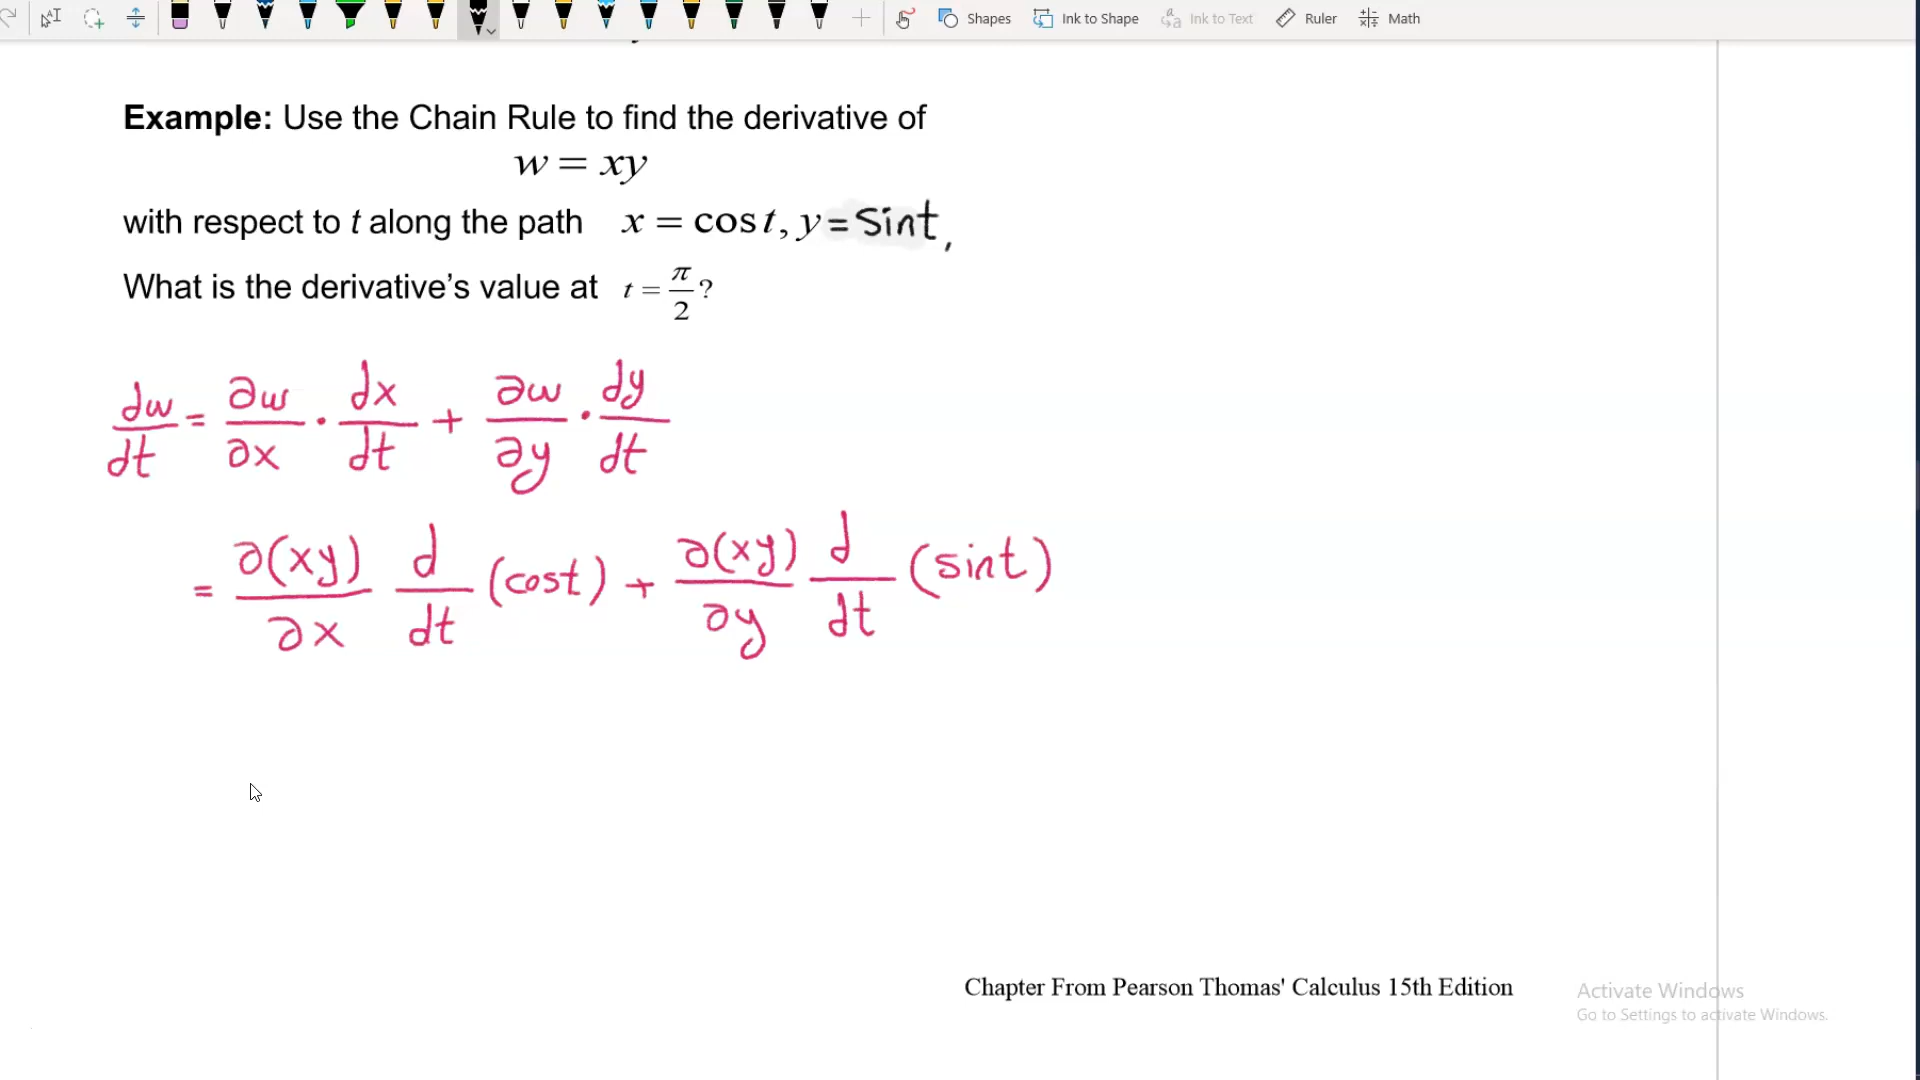 Shapes Ink to Shape Ink to Text Ruler Math
Example: Use the Chain Rule to find the derivative of
w = xy
with respect to t along the path x = cos t, y = sint,
What is the derivative’s value at t = π/2 ?
dw/dt = ∂w/∂x · dx/dt + ∂w/∂y · dy/dt
= ∂(xy)/∂x d/dt (cost) + ∂(xy)/∂y d/dt (sint)
Chapter From Pearson Thomas' Calculus 15th Edition
Activate Windows
Go to Settings to activate Windows.